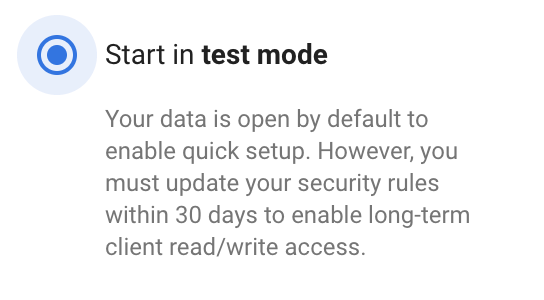 Start in test mode
Your data is open by default to
enable quick setup. However, you
must update your security rules
within 30 days to enable long-term
client read/write access.